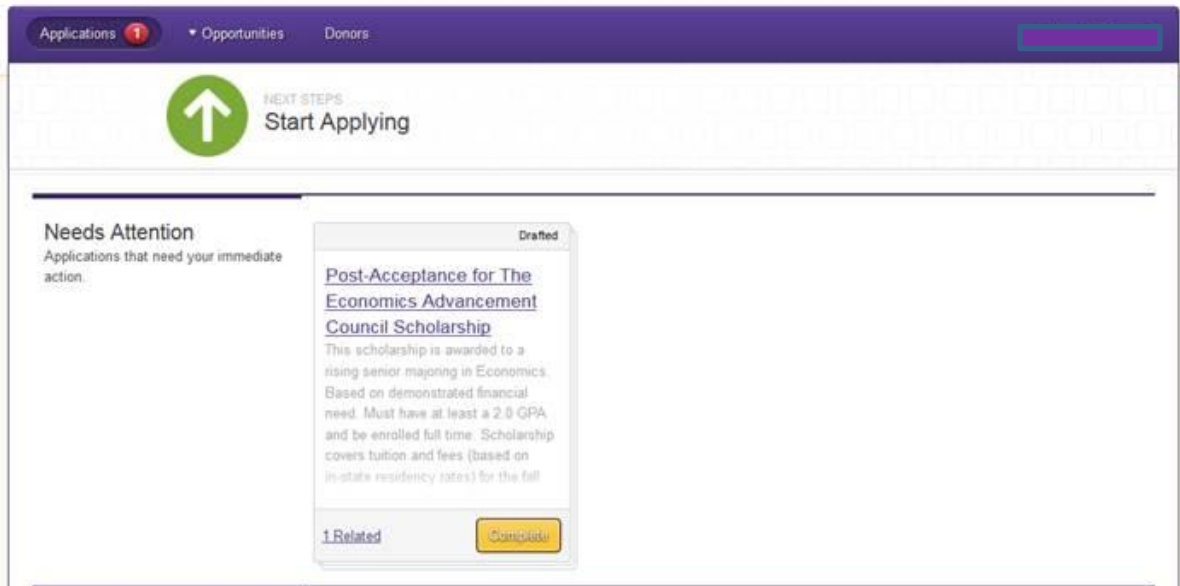 Applications 1 Opportunities Donors
NEXT STEPS
Start Applying
Needs Attention
Applications that need your immediate
action.
Drafted
Post-Acceptance for The
Economics Advancement
Council Scholarship
This scholarship is awarded to a
rising senior majoring in Economics.
Based on demonstrated financial
need. Must have at least a 2.0 GPA
and be enrolled full time. Scholarship
covers tuition and fees (based on
in-state residency rates) for the fall
1 Related
Complete